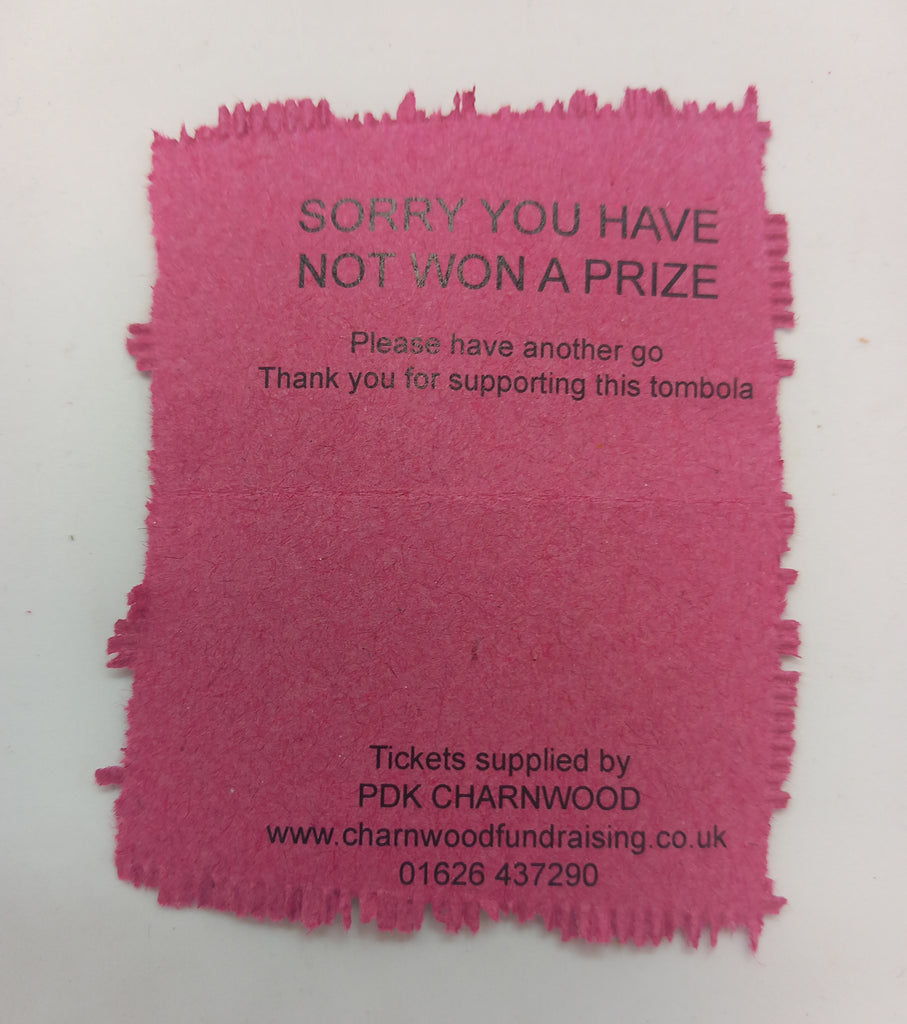 SORRY YOU HAVE
NOT WON A PRIZE
Please have another go
Thank you for supporting this tombola
Tickets supplied by
PDK CHARNWOOD
www.charnwoodfundraising.co.uk
01626 437290